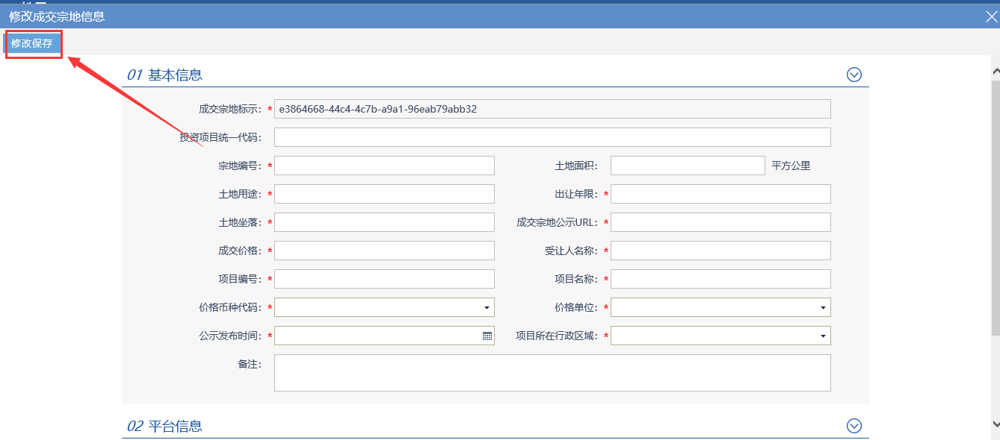 修改成交宗地信息
修改保存
01 基本信息
成交宗地标示：* e3864668-44c4-4c7b-a9a1-96eab79abb32
投资项目统一代码：
宗地编号：* 土地面积： 平方公里
土地用途：* 出让年限：*
土地坐落：* 成交宗地公示URL：*
成交价格：* 受让人名称：*
项目编号：* 项目名称：*
价格币种代码：* 价格单位：*
公示发布时间：* 项目所在行政区域：*
备注：
02 平台信息